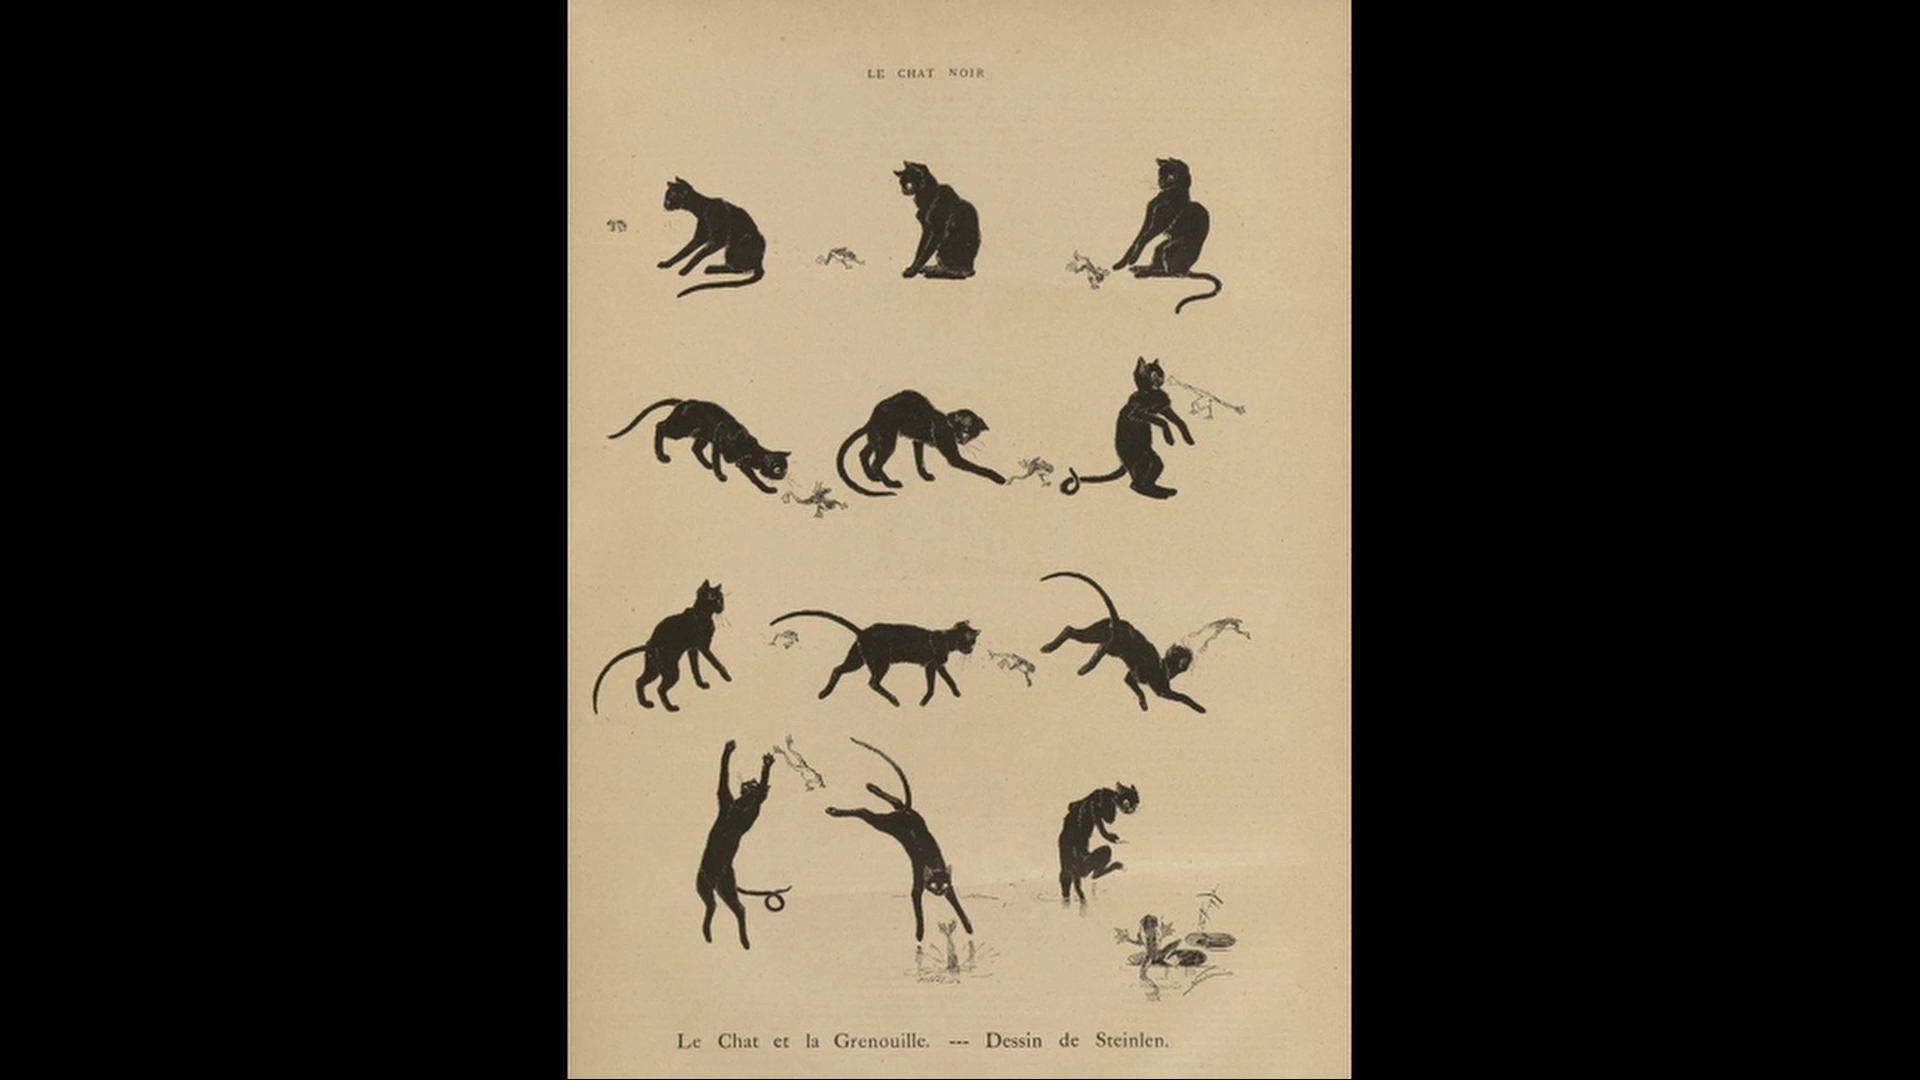 LE CHAT NOIR
Le Chat et la Grenouille. --- Dessin de Steinlen.